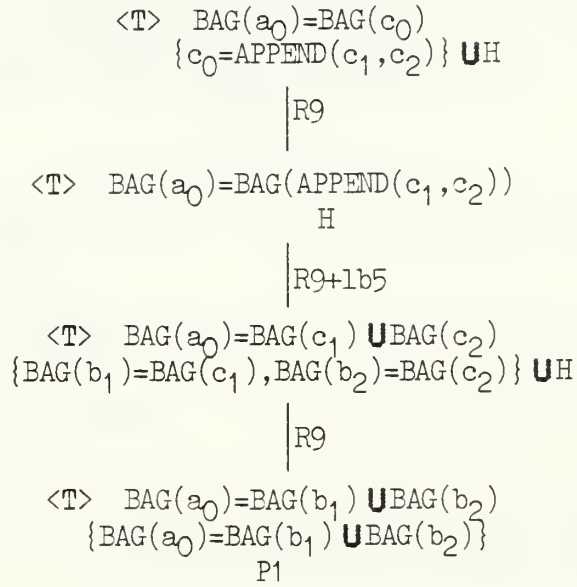 <T> BAG(a₀)=BAG(c₀)
{c₀=APPEND(c₁,c₂)} ∪H
R9
<T> BAG(a₀)=BAG(APPEND(c₁,c₂))
H
R9+lb5
<T> BAG(a₀)=BAG(c₁) ∪BAG(c₂)
{BAG(b₁)=BAG(c₁),BAG(b₂)=BAG(c₂)} ∪H
R9
<T> BAG(a₀)=BAG(b₁) ∪BAG(b₂)
{BAG(a₀)=BAG(b₁) ∪BAG(b₂)}
P1